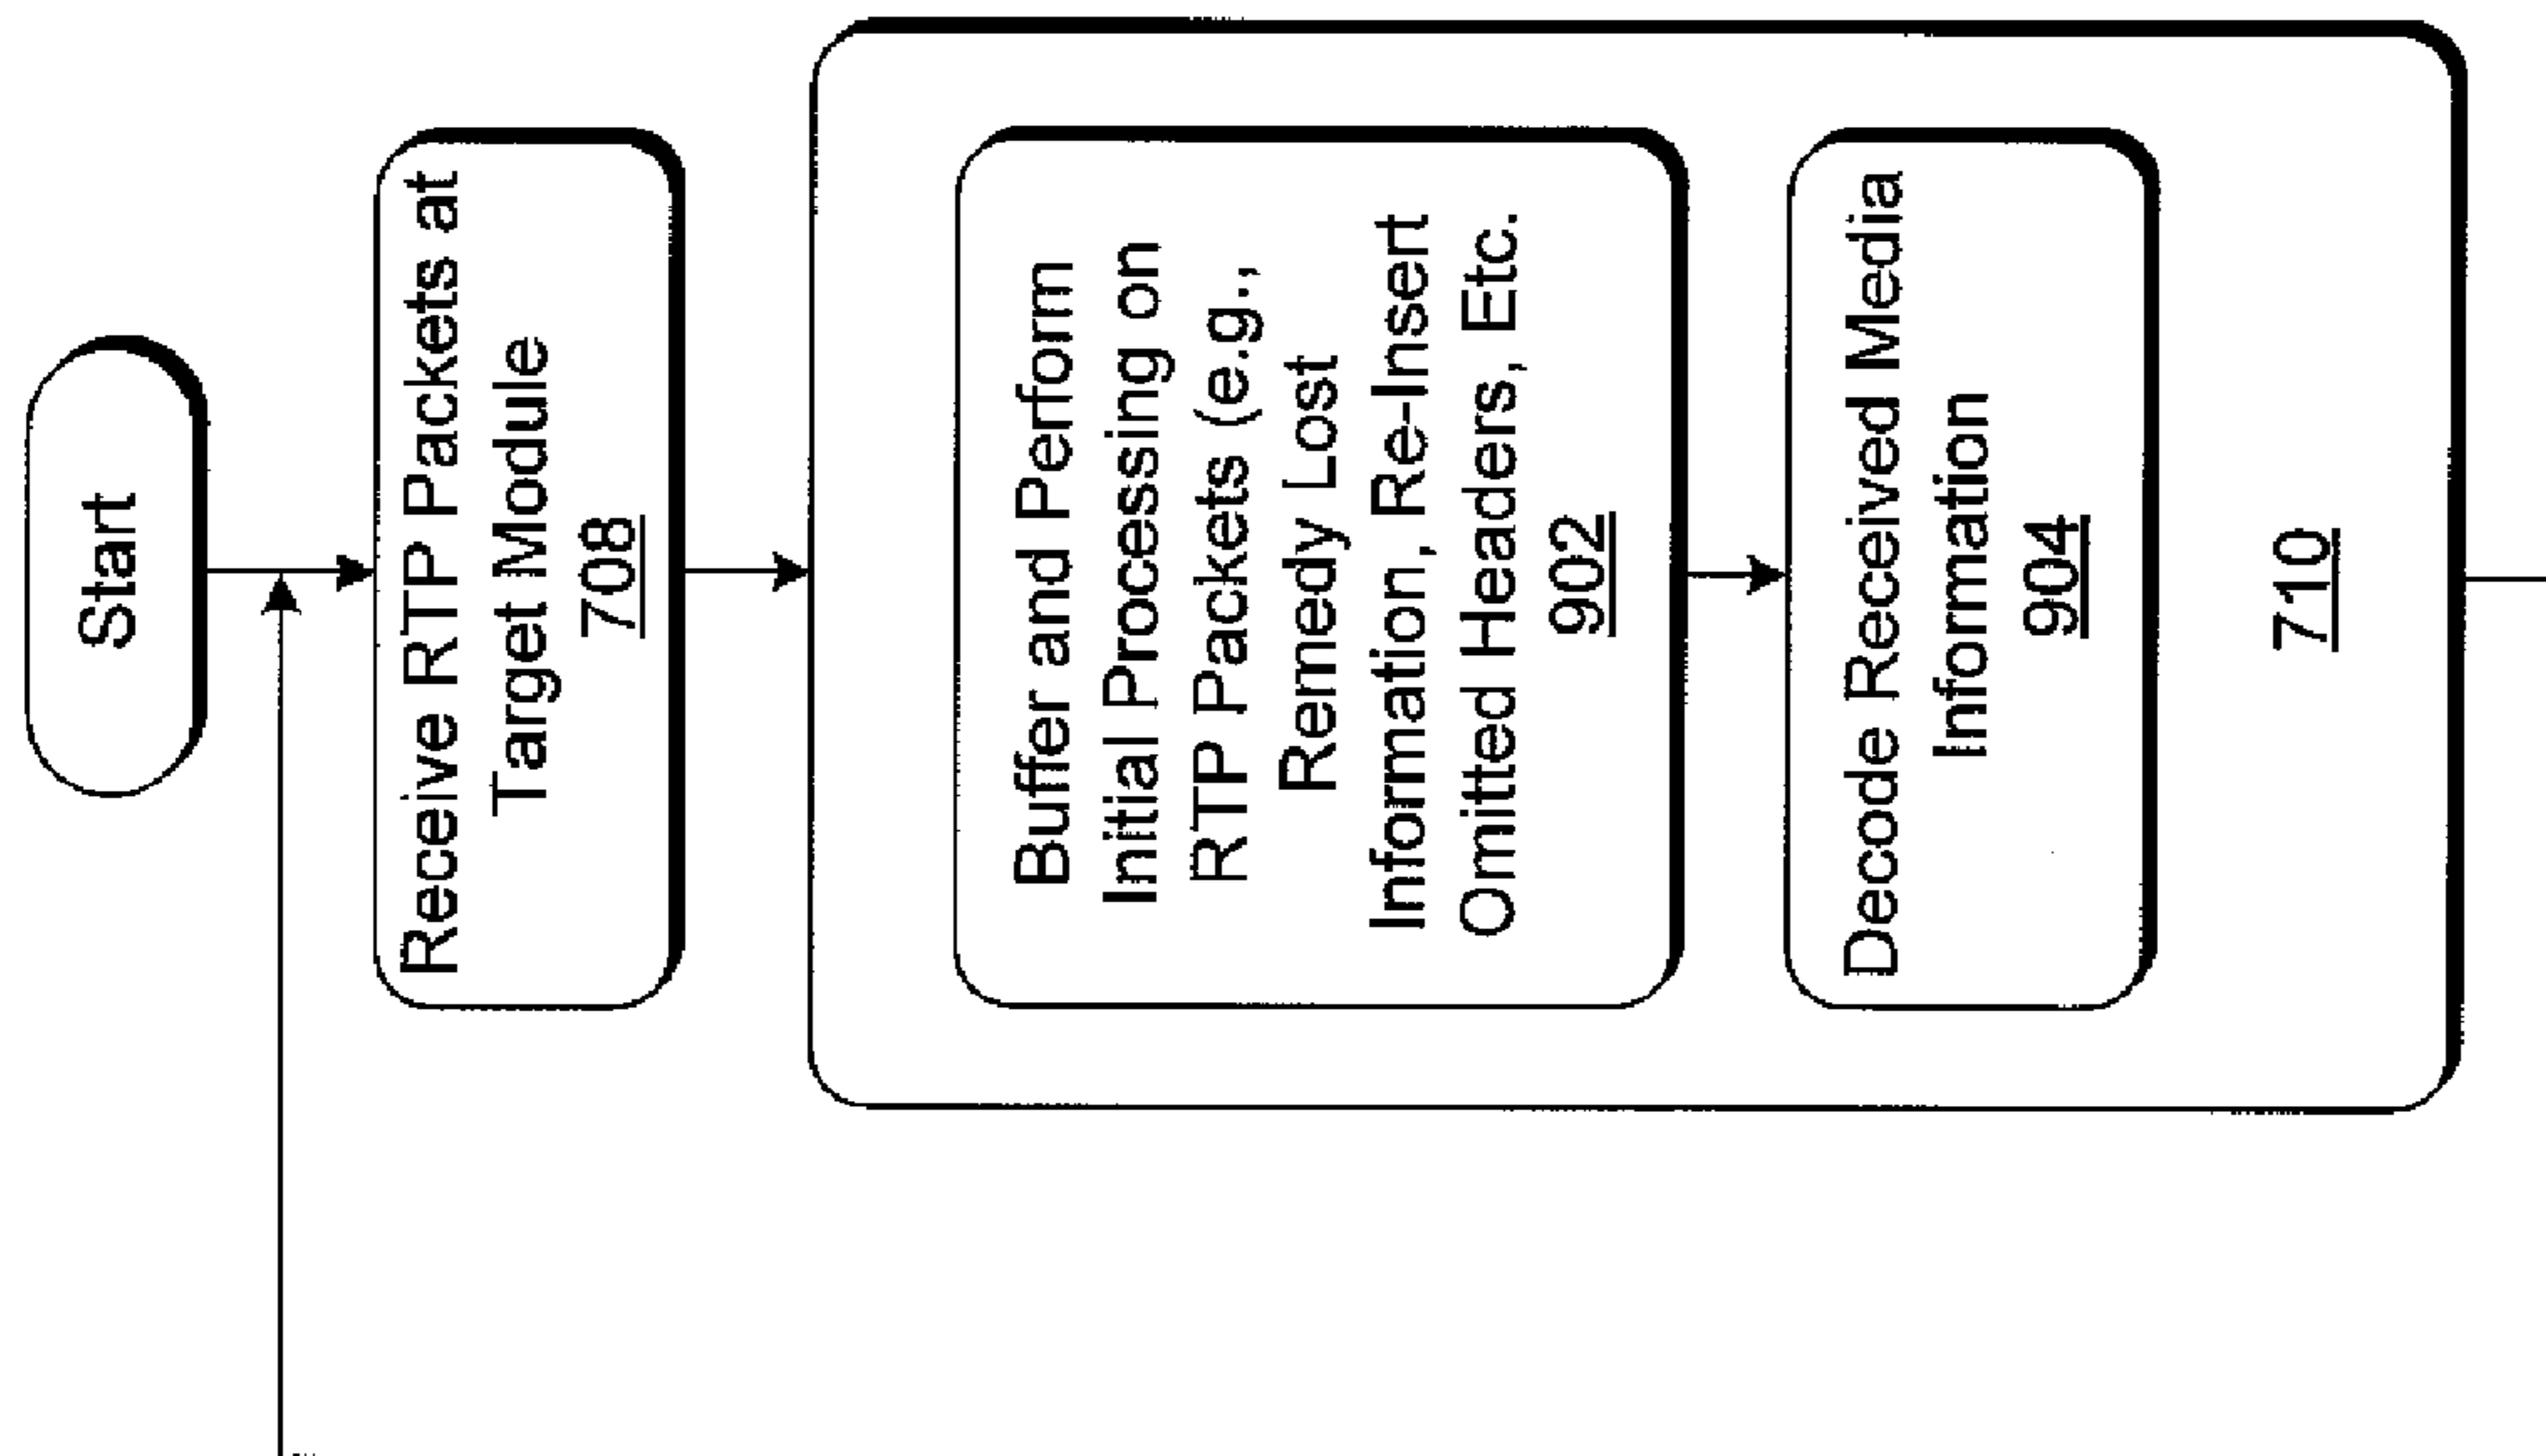 Start
Receive RTP Packets at
Target Module
708
Buffer and Perform
Initial Processing on
RTP Packets (e.g.,
Remedy Lost
Information, Re-Insert
Omitted Headers, Etc.
902
Decode Received Media
Information
904
710